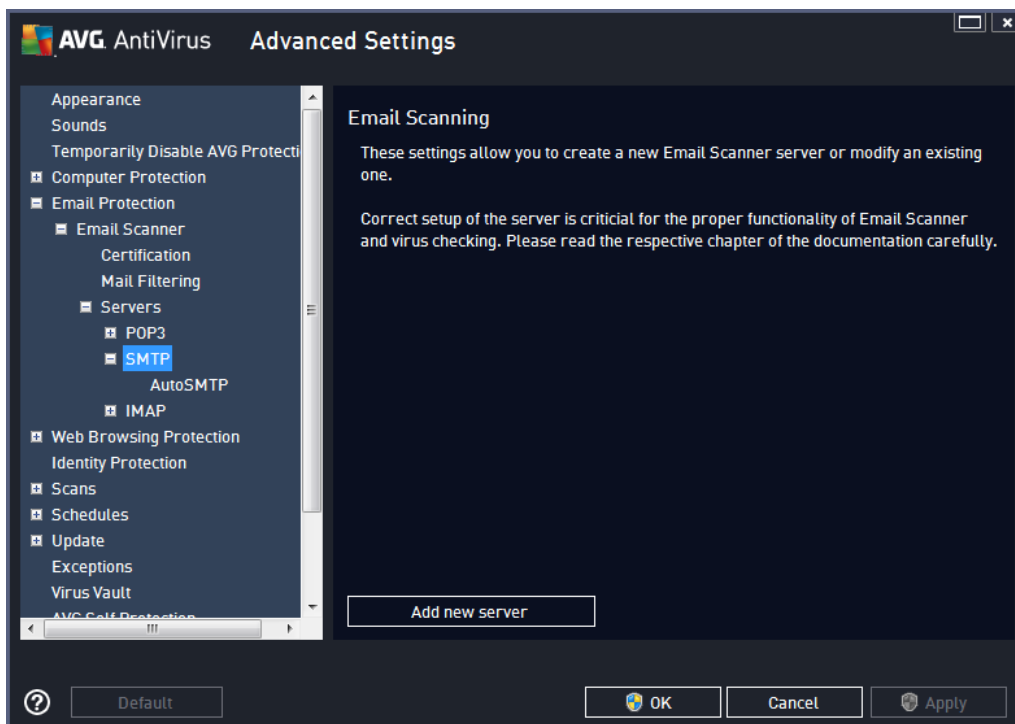 AVG. AntiVirus Advanced Settings
Appearance
Sounds
Temporarily Disable AVG Protecti
Computer Protection
Email Protection
Email Scanner
Certification
Mail Filtering
Servers
POP3
SMTP
AutoSMTP
IMAP
Web Browsing Protection
Identity Protection
Scans
Schedules
Update
Exceptions
Virus Vault
AVG Self Protection
Email Scanning
These settings allow you to create a new Email Scanner server or modify an existing
one.
Correct setup of the server is criticial for the proper functionality of Email Scanner
and virus checking. Please read the respective chapter of the documentation carefully.
Add new server
Default
OK
Cancel
Apply